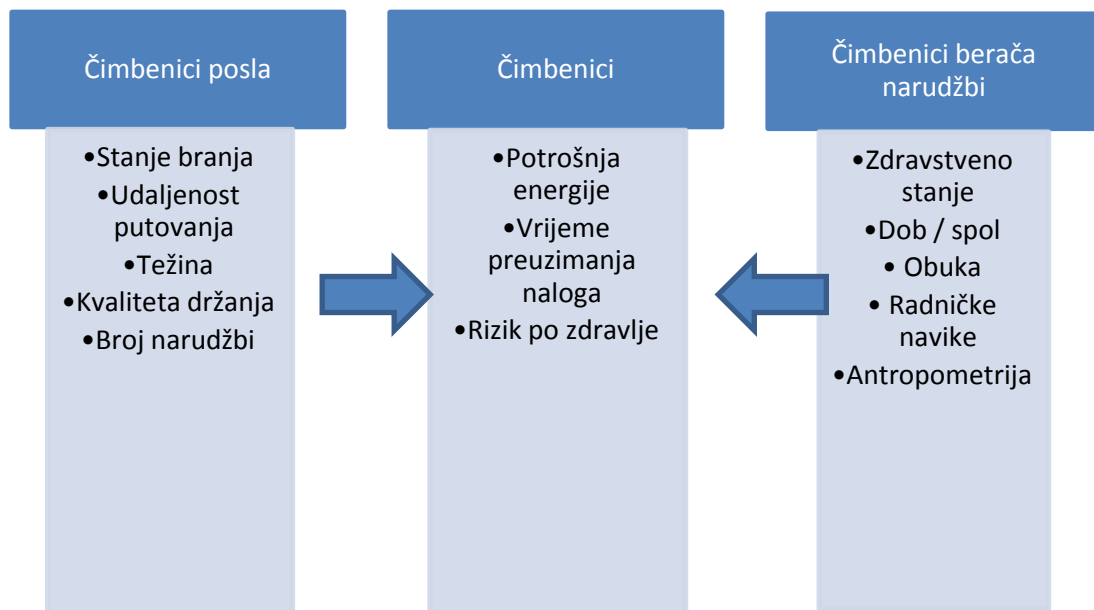 Čimbenici posla
•Stanje branja
•Udaljenost
putovanja
•Težina
•Kvaliteta držanja
•Broj narudžbi
Čimbenici
•Potrošnja
energije
•Vrijeme
preuzimanja
naloga
•Rizik po zdravlje
Čimbenici berača
narudžbi
•Zdravstveno
stanje
•Dob / spol
• Obuka
• Radničke
navike
•Antropometrija